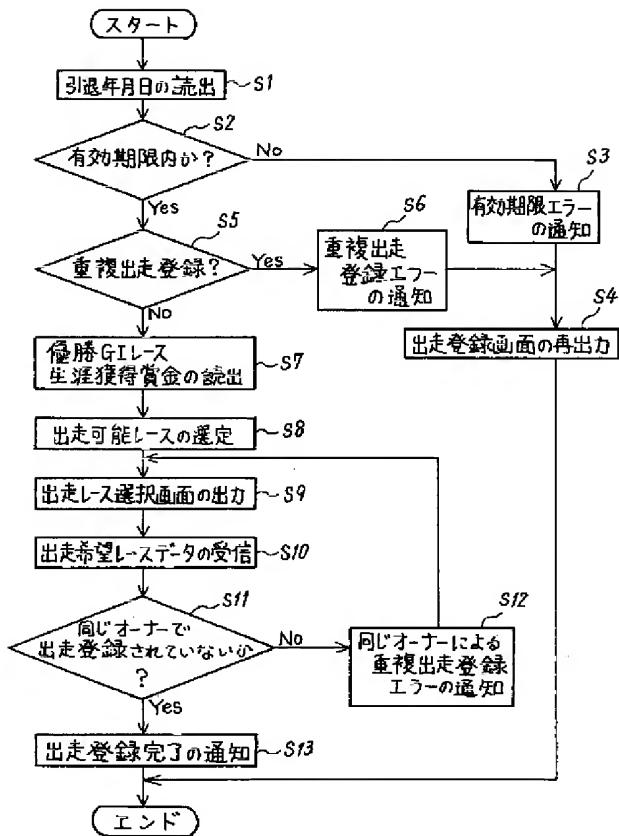 スタート
引退年月日の読出
S1
S2
有効期限内か?
No
Yes
S3
有効期限エラー
の通知
S5
重複出走登録?
Yes
No
S6
重複出走
登録エラー
の通知
S4
出走登録画面の再出力
優勝GIレース
生涯獲得賞金の読出
S7
出走可能レースの選定
S8
出走レース選択画面の出力
S9
出走希望レースデータの受信
S10
S11
同じオーナーで
出走登録されていないか
?
No
Yes
S12
同じオーナーによる
重複出走登録
エラーの通知
出走登録完了の通知
S13
エンド